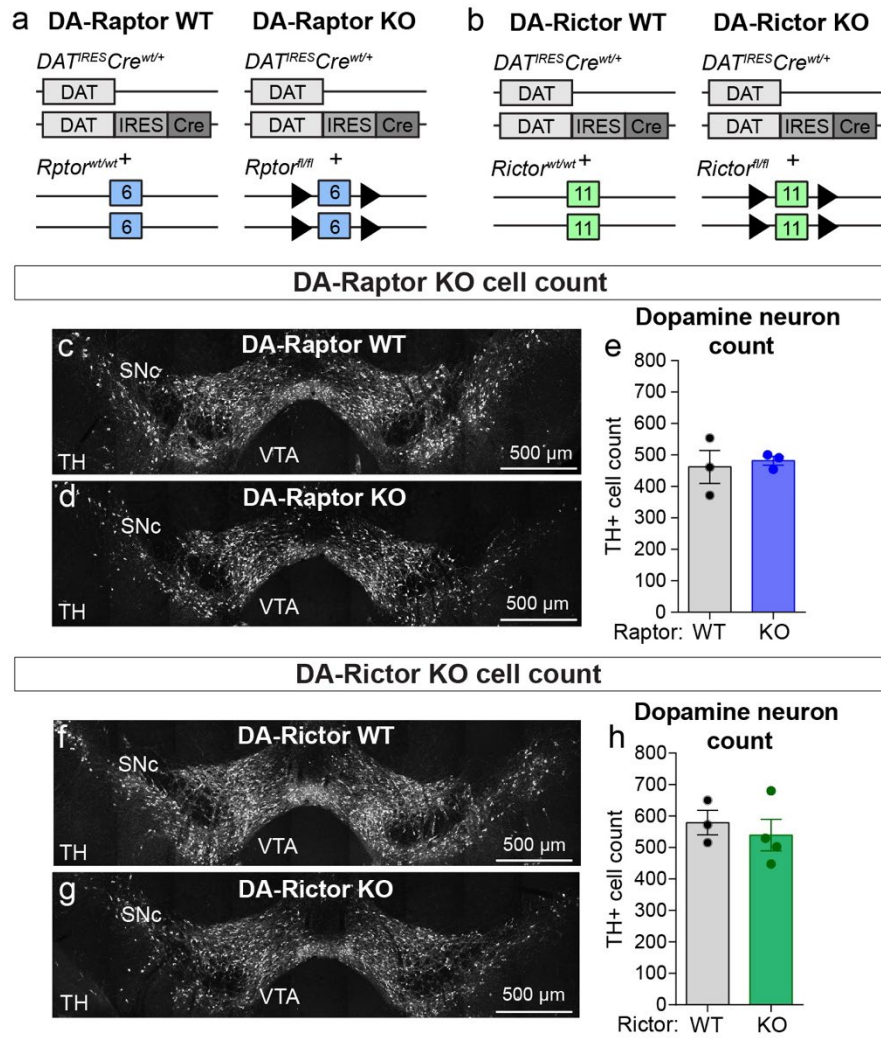 a DA-Raptor WT DA-Raptor KO b DA-Rictor WT DA-Rictor KO
DAT^IRES Cre^wt/+ DAT^IRES Cre^wt/+ DAT^IRES Cre^wt/+ DAT^IRES Cre^wt/+
DAT DAT DAT DAT
DAT IRES Cre DAT IRES Cre DAT IRES Cre DAT IRES Cre
+ + + +
Rptor^wt/wt Rptor^fl/fl Rictor^wt/wt Rictor^fl/fl
6 6 11 11
6 6 11 11
DA-Raptor KO cell count
c DA-Raptor WT
SNc
TH VTA 500 µm
d DA-Raptor KO
SNc
TH VTA 500 µm
e Dopamine neuron
count
TH+ cell count
800
700
600
500
400
300
200
100
0
Raptor: WT KO
DA-Rictor KO cell count
f DA-Rictor WT
SNc
TH VTA 500 µm
g DA-Rictor KO
SNc
TH VTA 500 µm
h Dopamine neuron
count
TH+ cell count
800
700
600
500
400
300
200
100
0
Rictor: WT KO